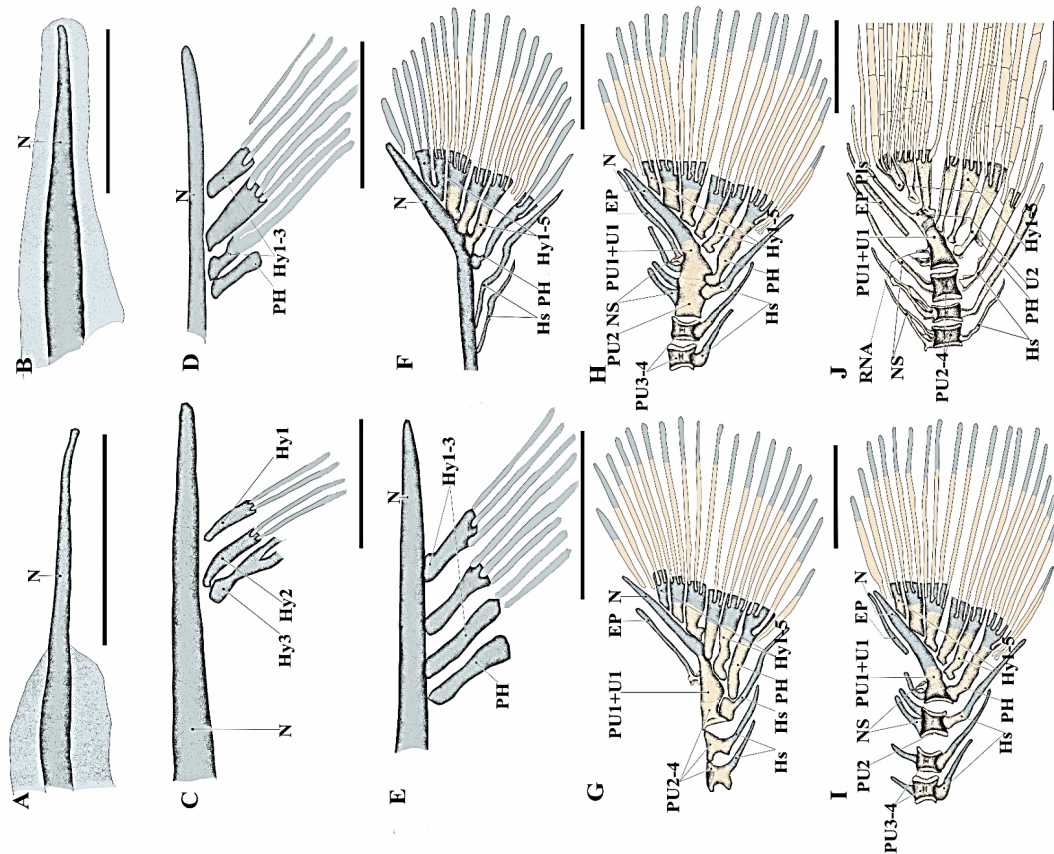 A
N
B
N
C
N
Hy3
Hy2
Hy1
D
N
PH
Hy1-3
E
N
Hy1-3
PH
F
N
Hs
PH
Hy1-5
G
PU2-4
PU1+U1
EP
N
Hs
Hs
PH
Hy1-5
H
PU3-4
PU2
NS
PU1+U1
EP
N
Hs
PH
Hy1-5
I
PU3-4
PU2
NS
PU1+U1
EP
N
Hs
PH
Hy1-5
J
RNA
NS
PU2-4
PU1+U1
EP
Pls
Hs
PH
U2
Hy1-5